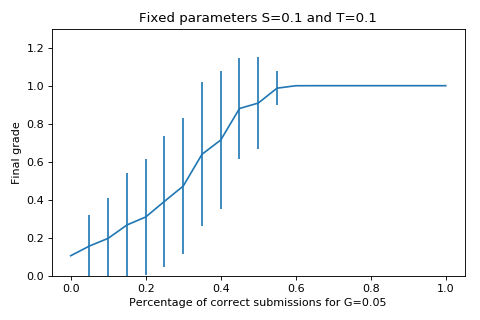 Fixed parameters S=0.1 and T=0.1
1.2
1.0
0.8
0.6
0.4
0.2
0.0
Final grade
0.0 0.2 0.4 0.6 0.8 1.0
Percentage of correct submissions for G=0.05